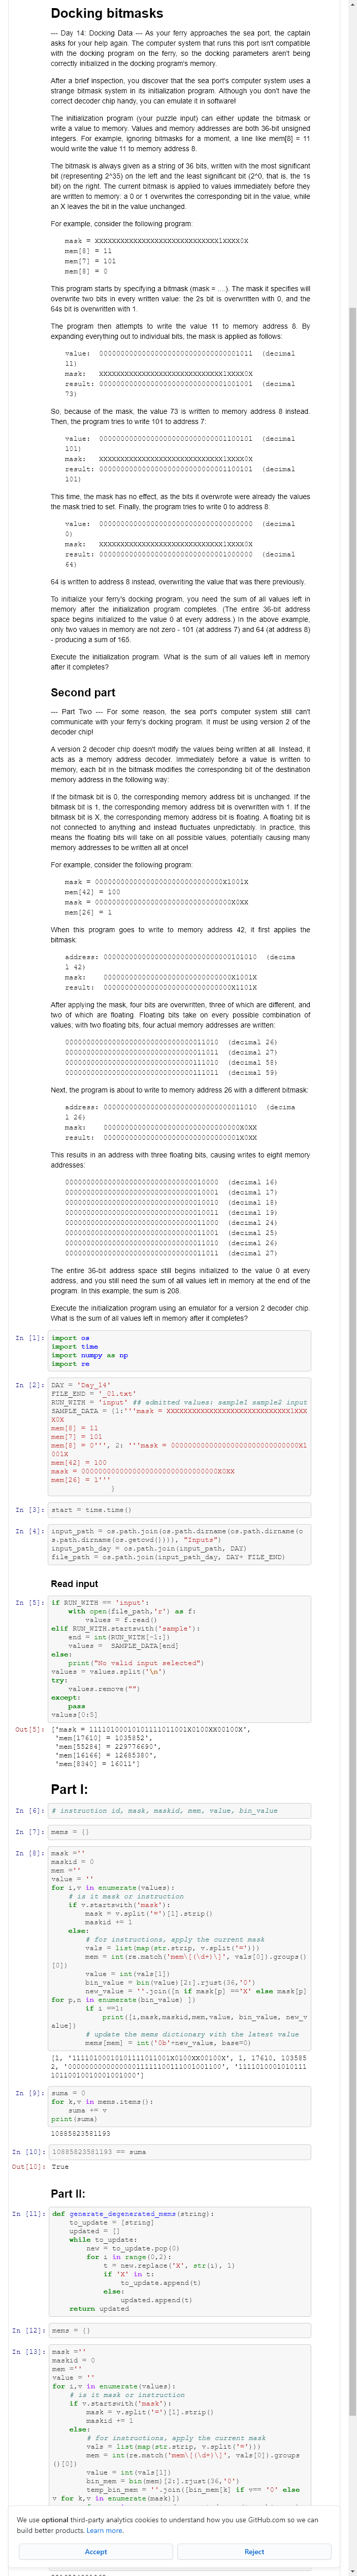 Docking bitmasks
--- Day 14: Docking Data --- As your ferry approaches the sea port, the captain
asks for your help again. The computer system that runs this port isn't compatible
with the docking program on the ferry, so the docking parameters aren't being
correctly initialized in the docking program's memory.
After a brief inspection, you discover that the sea port's computer system uses a
strange bitmask system in its initialization program. Although you don't have the
correct decoder chip handy, you can emulate it in software!
The initialization program (your puzzle input) can either update the bitmask or
write a value to memory. Values and memory addresses are both 36-bit unsigned
integers. For example, ignoring bitmasks for a moment, a line like mem[8] = 11
would write the value 11 to memory address 8.
The bitmask is always given as a string of 36 bits, written with the most significant
bit (representing 2^35) on the left and the least significant bit (2^0, that is, the 1s
bit) on the right. The current bitmask is applied to values immediately before they
are written to memory: a 0 or 1 overwrites the corresponding bit in the value, while
an X leaves the bit in the value unchanged.
For example, consider the following program:
mask = XXXXXXXXXXXXXXXXXXXXXXXXXXXXX1XXXX0X
mem[8] = 11
mem[7] = 101
mem[8] = 0
This program starts by specifying a bitmask (mask = ....). The mask it specifies will
overwrite two bits in every written value: the 2s bit is overwritten with 0, and the
64s bit is overwritten with 1.
The program then attempts to write the value 11 to memory address 8. By
expanding everything out to individual bits, the mask is applied as follows:
value: 000000000000000000000000000000001011 (decimal
11)
mask: XXXXXXXXXXXXXXXXXXXXXXXXXXXXX1XXXX0X
result: 000000000000000000000000000001001001 (decimal
73)
So, because of the mask, the value 73 is written to memory address 8 instead.
Then, the program tries to write 101 to address 7:
value: 000000000000000000000000000001100101 (decimal
101)
mask: XXXXXXXXXXXXXXXXXXXXXXXXXXXXX1XXXX0X
result: 000000000000000000000000000001100101 (decimal
101)
This time, the mask has no effect, as the bits it overwrote were already the values
the mask tried to set. Finally, the program tries to write 0 to address 8:
value: 000000000000000000000000000000000000 (decimal
0)
mask: XXXXXXXXXXXXXXXXXXXXXXXXXXXXX1XXXX0X
result: 000000000000000000000000000001000000 (decimal
64)
64 is written to address 8 instead, overwriting the value that was there previously.
To initialize your ferry's docking program, you need the sum of all values left in
memory after the initialization program completes. (The entire 36-bit address
space begins initialized to the value 0 at every address.) In the above example,
only two values in memory are not zero - 101 (at address 7) and 64 (at address 8)
- producing a sum of 165.
Execute the initialization program. What is the sum of all values left in memory
after it completes?
Second part
--- Part Two --- For some reason, the sea port's computer system still can't
communicate with your ferry's docking program. It must be using version 2 of the
decoder chip!
A version 2 decoder chip doesn't modify the values being written at all. Instead, it
acts as a memory address decoder. Immediately before a value is written to
memory, each bit in the bitmask modifies the corresponding bit of the destination
memory address in the following way:
If the bitmask bit is 0, the corresponding memory address bit is unchanged. If the
bitmask bit is 1, the corresponding memory address bit is overwritten with 1. If the
bitmask bit is X, the corresponding memory address bit is floating. A floating bit is
not connected to anything and instead fluctuates unpredictably. In practice, this
means the floating bits will take on all possible values, potentially causing many
memory addresses to be written all at once!
For example, consider the following program:
mask = 000000000000000000000000000000X1001X
mem[42] = 100
mask = 00000000000000000000000000000000X0XX
mem[26] = 1
When this program goes to write to memory address 42, it first applies the
bitmask:
address: 000000000000000000000000000000101010 (decima
l 42)
mask: 000000000000000000000000000000X1001X
result: 000000000000000000000000000000X1101X
After applying the mask, four bits are overwritten, three of which are different, and
two of which are floating. Floating bits take on every possible combination of
values; with two floating bits, four actual memory addresses are written:
000000000000000000000000000000011010 (decimal 26)
000000000000000000000000000000011011 (decimal 27)
000000000000000000000000000000111010 (decimal 58)
000000000000000000000000000000111011 (decimal 59)
Next, the program is about to write to memory address 26 with a different bitmask:
address: 000000000000000000000000000000011010 (decima
l 26)
mask: 00000000000000000000000000000000X0XX
result: 00000000000000000000000000000001X0XX
This results in an address with three floating bits, causing writes to eight memory
addresses:
000000000000000000000000000000010000 (decimal 16)
000000000000000000000000000000010001 (decimal 17)
000000000000000000000000000000010010 (decimal 18)
000000000000000000000000000000010011 (decimal 19)
000000000000000000000000000000011000 (decimal 24)
000000000000000000000000000000011001 (decimal 25)
000000000000000000000000000000011010 (decimal 26)
000000000000000000000000000000011011 (decimal 27)
The entire 36-bit address space still begins initialized to the value 0 at every
address, and you still need the sum of all values left in memory at the end of the
program. In this example, the sum is 208.
Execute the initialization program using an emulator for a version 2 decoder chip.
What is the sum of all values left in memory after it completes?
In [1]: import os
import time
import numpy as np
import re
In [2]: DAY = 'Day_14'
FILE_END = '_01.txt'
RUN_WITH = 'input' ## admitted values: sample1 sample2 input
SAMPLE_DATA = {1:'''mask = XXXXXXXXXXXXXXXXXXXXXXXXXXXXX1XXX
X0X
mem[8] = 11
mem[7] = 101
mem[8] = 0''', 2: '''mask = 000000000000000000000000000000X1
001X
mem[42] = 100
mask = 00000000000000000000000000000000X0XX
mem[26] = 1'''
}
In [3]: start = time.time()
In [4]: input_path = os.path.join(os.path.dirname(os.path.dirname(o
s.path.dirname(os.getcwd()))), "Inputs")
input_path_day = os.path.join(input_path, DAY)
file_path = os.path.join(input_path_day, DAY+ FILE_END)
Read input
In [5]: if RUN_WITH == 'input':
with open(file_path,'r') as f:
values = f.read()
elif RUN_WITH.startswith('sample'):
end = int(RUN_WITH[-1:])
values = SAMPLE_DATA[end]
else:
print("No valid input selected")
values = values.split('\n')
try:
values.remove("")
except:
pass
values[0:5]
Out[5]: ['mask = 111101000101111011001X0100XX00100X',
'mem[17610] = 1035852',
'mem[55284] = 229776690',
'mem[16166] = 12685380',
'mem[8340] = 16011']
Part I:
In [6]: # instruction id, mask, maskid, mem, value, bin_value
In [7]: mems = {}
In [8]: mask =''
maskid = 0
mem =''
value = ''
for i,v in enumerate(values):
# is it mask or instruction
if v.startswith('mask'):
mask = v.split('=')[1].strip()
maskid += 1
else:
# for instructions, apply the current mask
vals = list(map(str.strip, v.split('=')))
mem = int(re.match('mem\[(\d+)\]', vals[0]).groups()
[0])
value = int(vals[1])
bin_value = bin(value)[2:].rjust(36,'0')
new_value = ''.join([n if mask[p] =='X' else mask[p]
for p,n in enumerate(bin_value) ])
if i ==1:
print([i,mask,maskid,mem,value, bin_value, new_v
alue])
# update the mems dictionary with the latest value
mems[mem] = int('0b'+new_value, base=0)
In [9]: suma = 0
for k,v in mems.items():
suma += v
print(suma)
10885823581193
In [10]: 10885823581193 == suma
Out[10]: True
Part II:
In [11]: def genarate_degenarated_mems(string):
to_update = [string]
updated = []
while to_update:
new = to_update.pop(0)
for i in range(0,2):
t = new.replace('X', str(i), 1)
if 'X' in t:
to_update.append(t)
else:
updated.append(t)
return updated
In [12]: mems = {}
In [13]: mask =''
maskid = 0
mem =''
value = ''
for i,v in enumerate(values):
# is it mask or instruction
if v.startswith('mask'):
mask = v.split('=')[1].strip()
maskid += 1
else:
# for instructions, apply the current mask
vals = list(map(str.strip, v.split('=')))
mem = int(re.match('mem\[(\d+)\]', vals[0]).groups
()[0])
value = int(vals[1])
bin_mem = bin(mem)[2:].rjust(36,'0')
temp_bin_mem = ''.join([bin_mem[k] if v== '0' else
v for k,v in enumerate(mask)])
We use optional third-party analytics cookies to understand how you use GitHub.com so we can
build better products. Learn more.
Accept
Reject